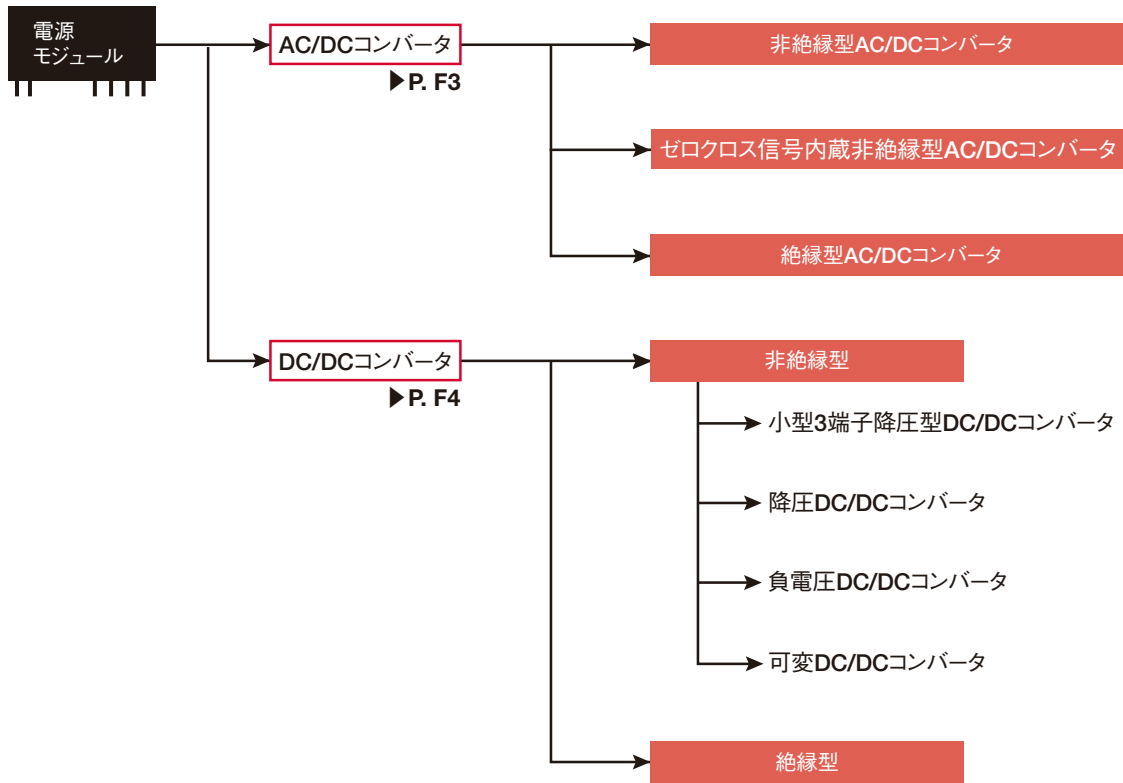 電源
モジュール
AC/DCコンバータ
▶P. F3
非絶縁型AC/DCコンバータ
ゼロクロス信号内蔵非絶縁型AC/DCコンバータ
絶縁型AC/DCコンバータ
DC/DCコンバータ
▶P. F4
非絶縁型
小型3端子降圧型DC/DCコンバータ
降圧DC/DCコンバータ
負電圧DC/DCコンバータ
可変DC/DCコンバータ
絶縁型